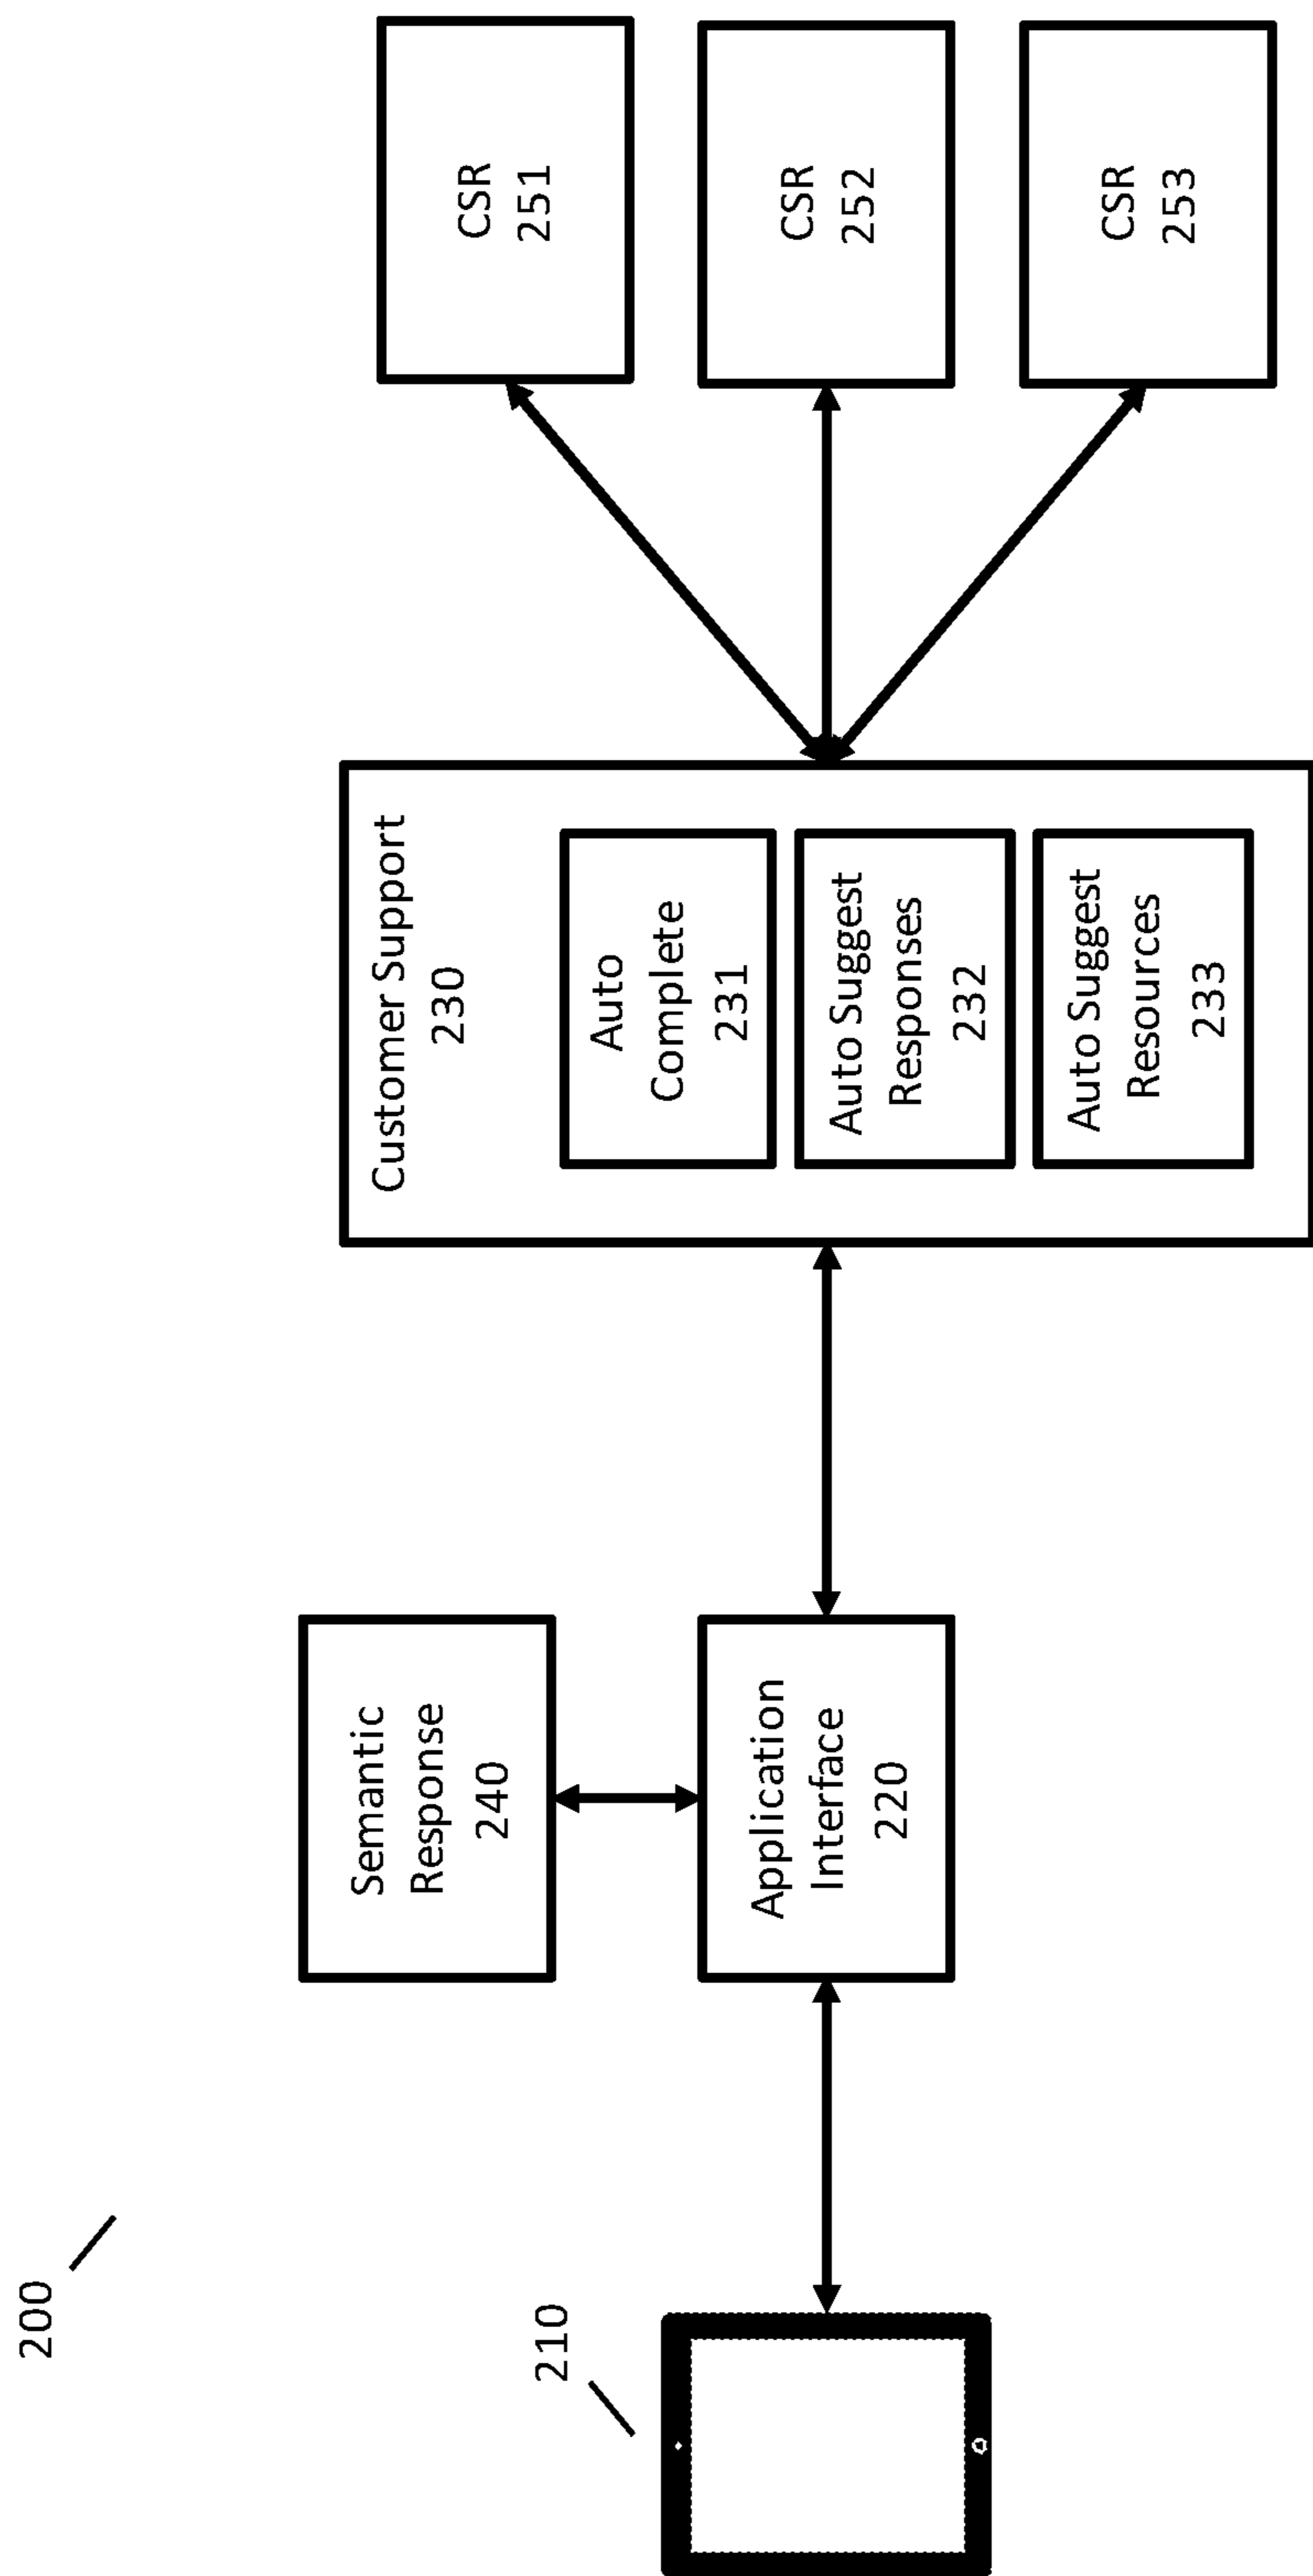 200
210
Semantic
Response
240
Application
Interface
220
Customer Support
230
Auto
Complete
231
Auto Suggest
Responses
232
Auto Suggest
Resources
233
CSR
251
CSR
252
CSR
253